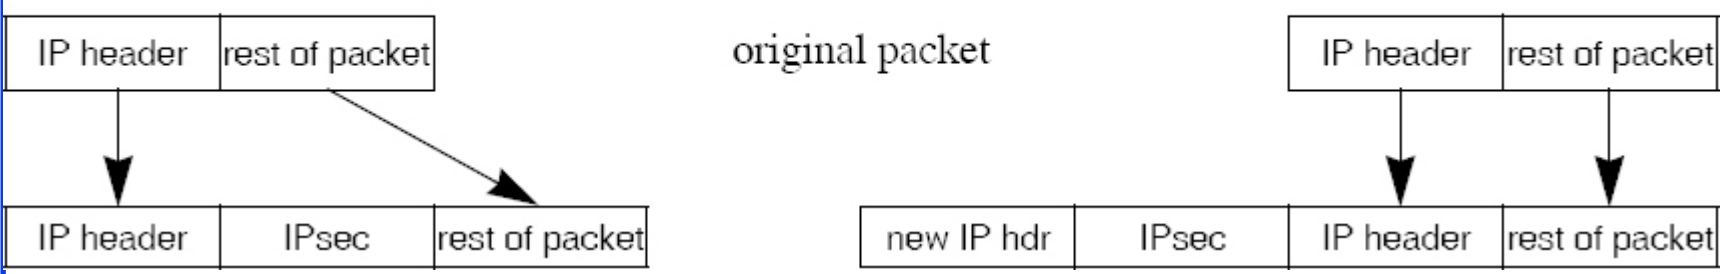 IP header rest of packet original packet IP header rest of packet
IP header IPsec rest of packet new IP hdr IPsec IP header rest of packet